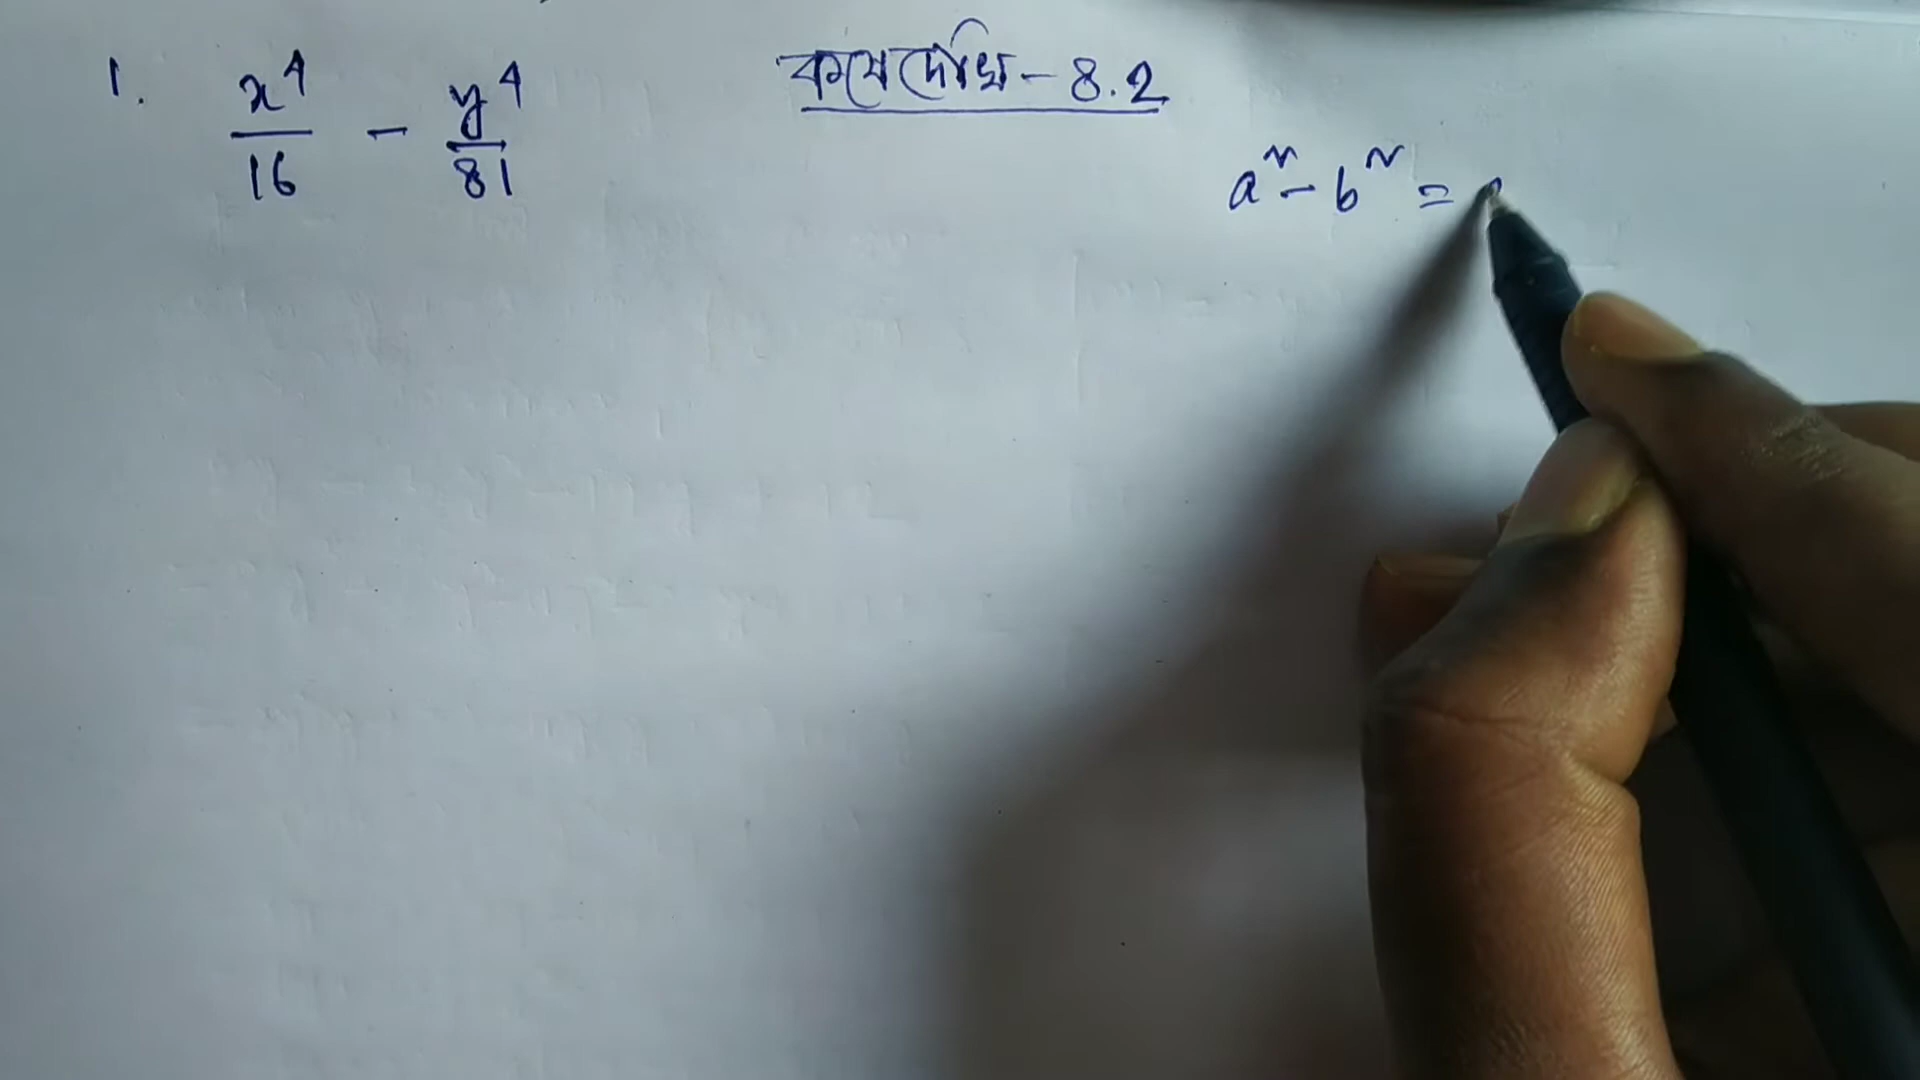 কষে দেখি – 8.2
1. x⁴/16 − y⁴/81
a² − b² =